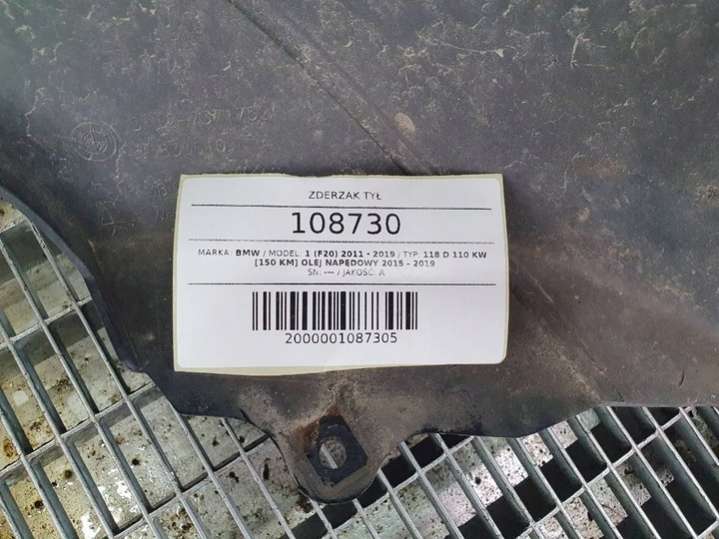 ZDERZAK TYŁ
108730
MARKA: BMW / MODEL: 1 (F20) 2011 - 2019 / TYP: 118 D 110 KW
[150 KM] OLEJ NAPĘDOWY 2015 - 2019
SN: --- / JAKOŚĆ: A
2000001087305